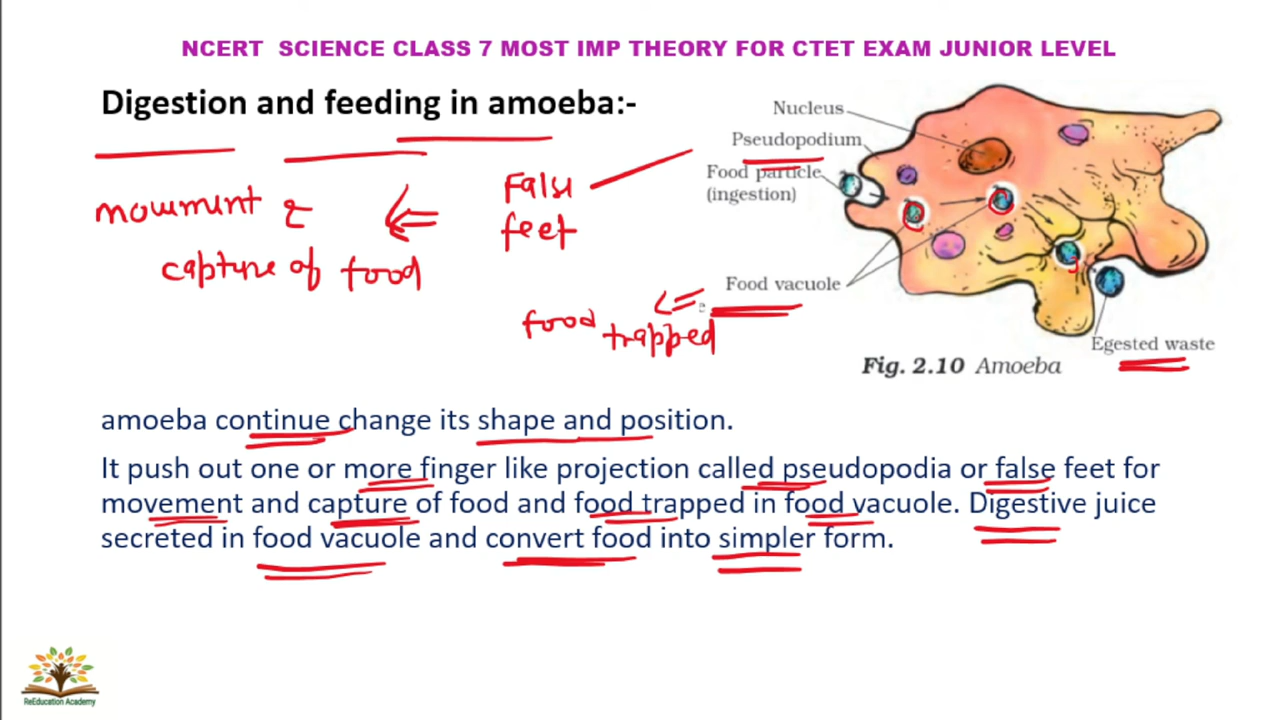 NCERT SCIENCE CLASS 7 MOST IMP THEORY FOR CTET EXAM JUNIOR LEVEL
Digestion and feeding in amoeba:-
movment &
capture of food
False
feet
food trapped
Nucleus
Pseudopodium
Food particle
(ingestion)
Food vacuole
Egested waste
Fig. 2.10 Amoeba
amoeba continue change its shape and position.
It push out one or more finger like projection called pseudopodia or false feet for
movement and capture of food and food trapped in food vacuole. Digestive juice
secreted in food vacuole and convert food into simpler form.
ReEducation Academy